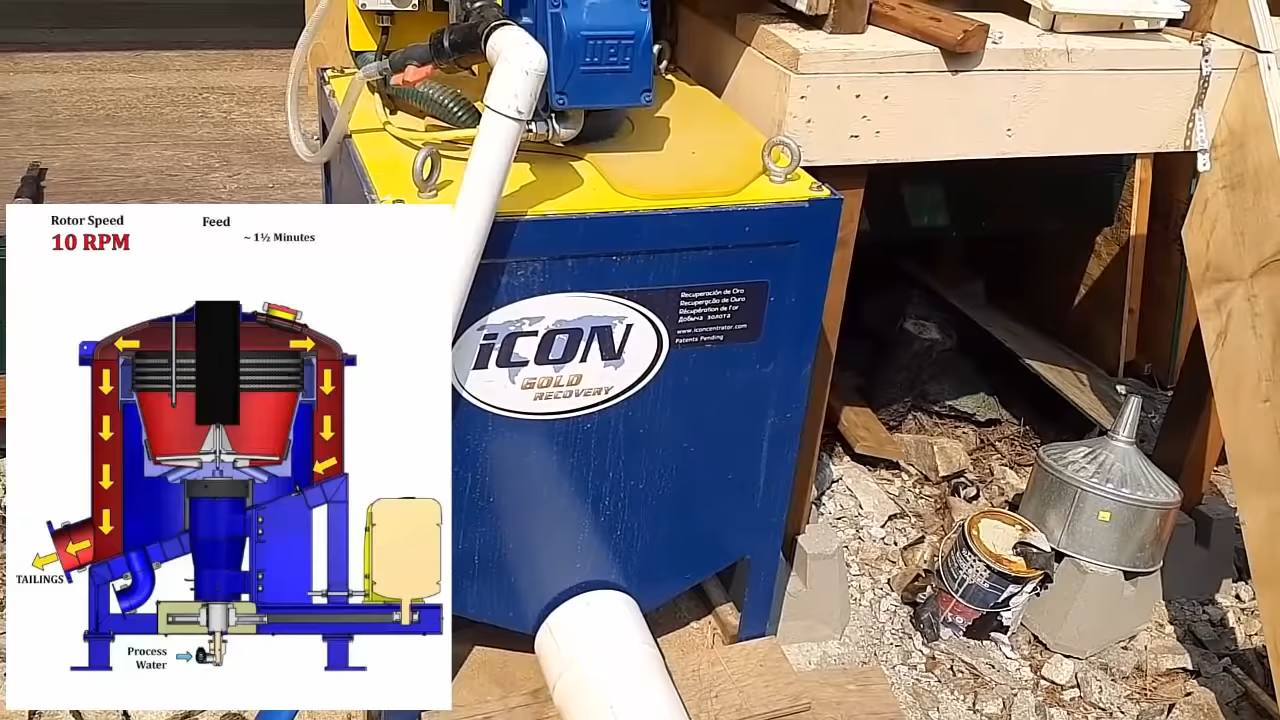 Rotor Speed
10 RPM
Feed
~ 1½ Minutes
TAILINGS
Process
Water
WEG
iCON
GOLD
RECOVERY
Recuperación de Oro
Recuperação de Ouro
Récupération de l'or
Добыча золота
www.iconcentrator.com
Patents Pending